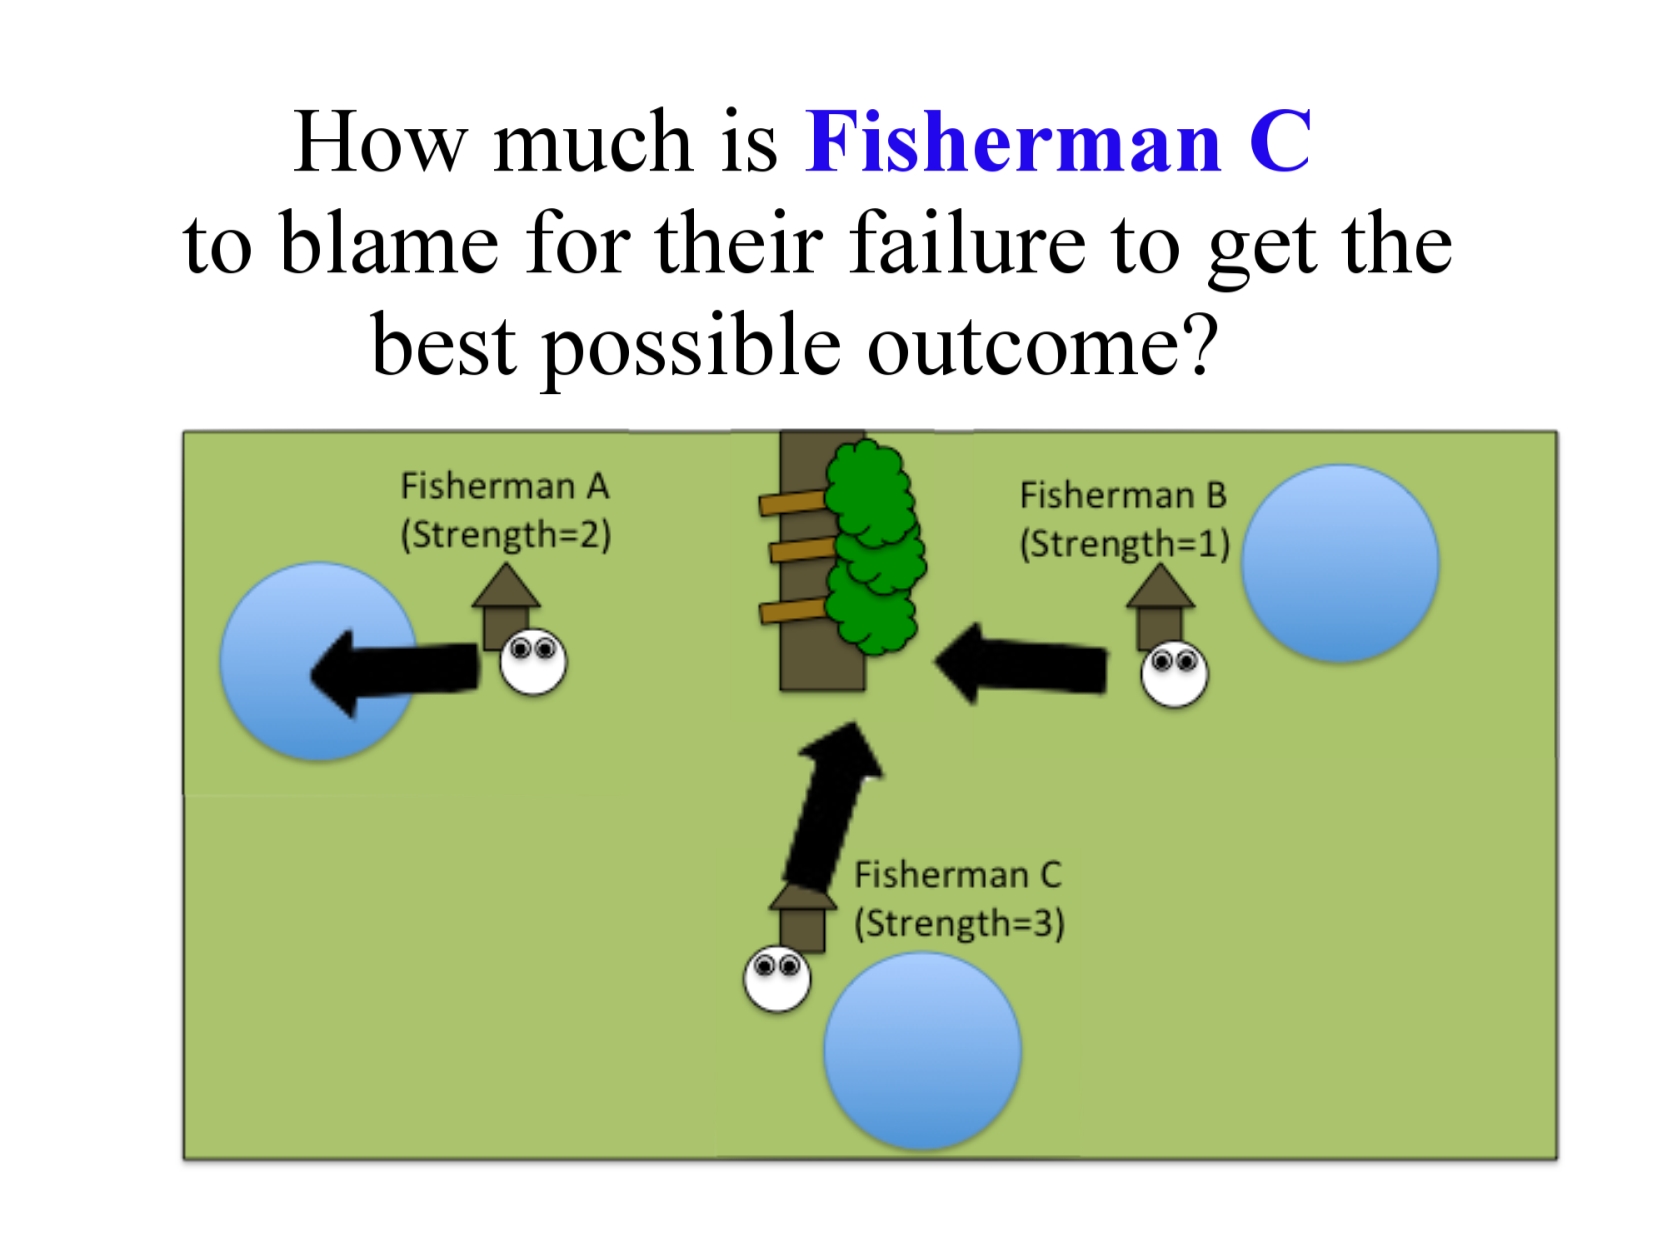 How much is Fisherman C
to blame for their failure to get the
best possible outcome?
Fisherman A
(Strength=2)
Fisherman B
(Strength=1)
Fisherman C
(Strength=3)